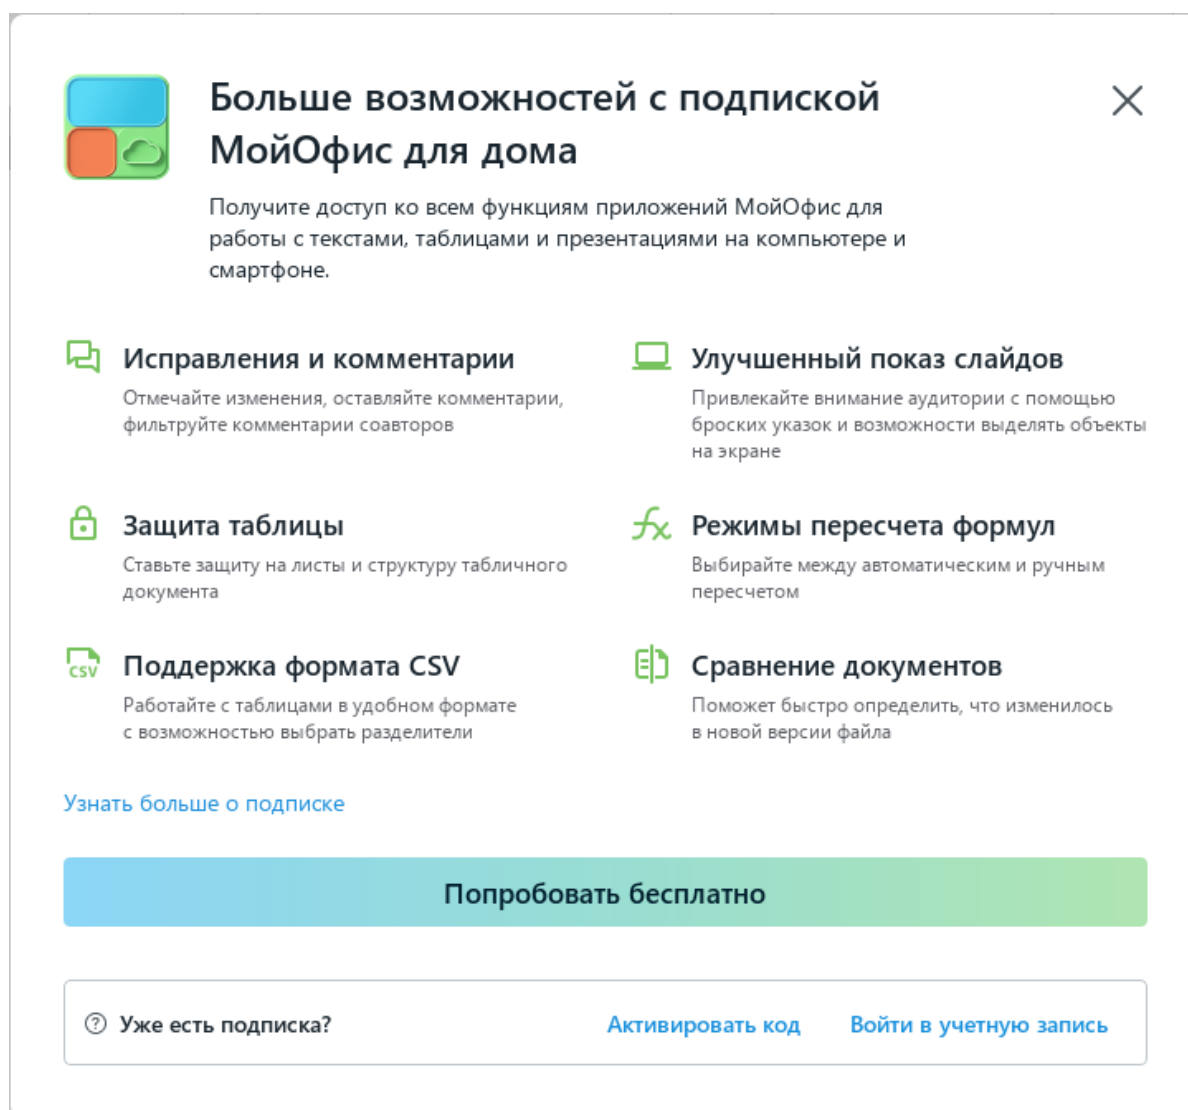 Больше возможностей с подпиской
МойОфис для дома
Получите доступ ко всем функциям приложений МойОфис для
работы с текстами, таблицами и презентациями на компьютере и
смартфоне.
Исправления и комментарии
Отмечайте изменения, оставляйте комментарии,
фильтруйте комментарии соавторов
Улучшенный показ слайдов
Привлекайте внимание аудитории с помощью
броских указок и возможности выделять объекты
на экране
Защита таблицы
Ставьте защиту на листы и структуру табличного
документа
Режимы пересчета формул
Выбирайте между автоматическим и ручным
пересчетом
CSV
Поддержка формата CSV
Работайте с таблицами в удобном формате
с возможностью выбрать разделители
Сравнение документов
Поможет быстро определить, что изменилось
в новой версии файла
Узнать больше о подписке
Попробовать бесплатно
Уже есть подписка?
Активировать код
Войти в учетную запись